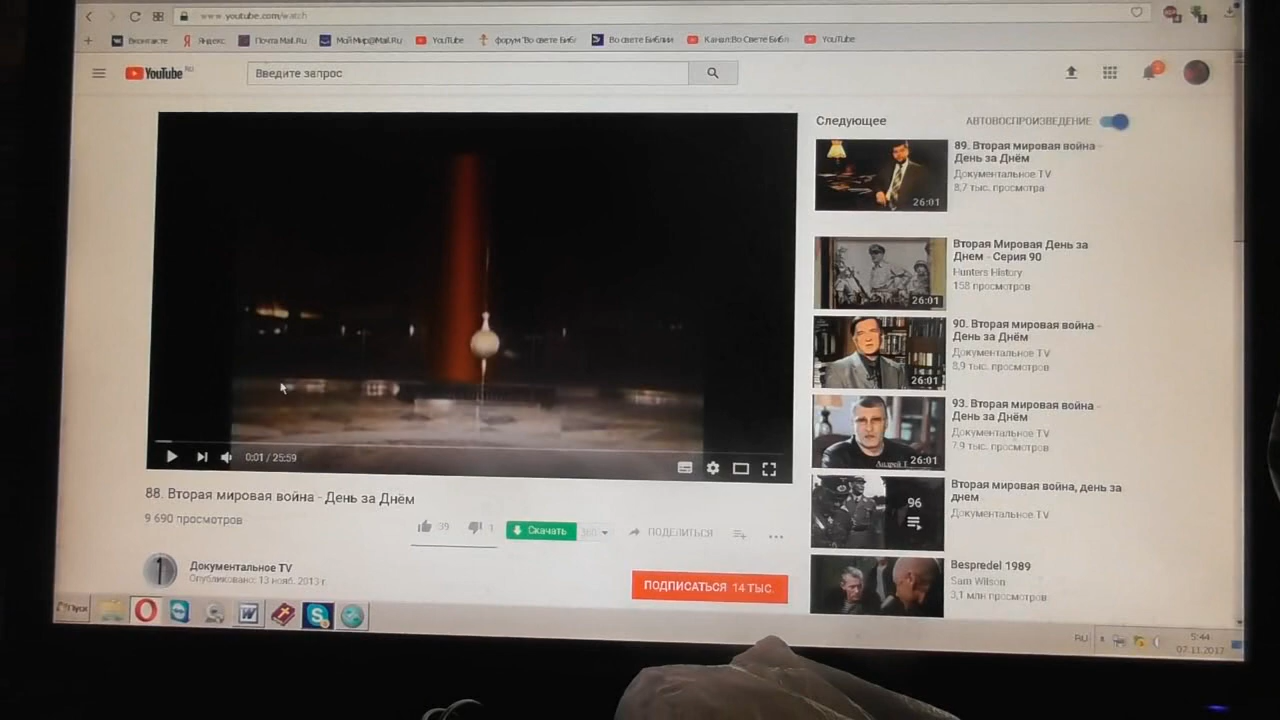 www.youtube.com/watch
Вконтакте
Яндекс
Почта Mail.Ru
МойМир@Mail.Ru
YouTube
форум "Во свете Биб/
Во свете Библии
Канал:Во Свете Библ
YouTube
YouTube RU
Введите запрос
Следующее
АВТОВОСПРОИЗВЕДЕНИЕ
89. Вторая мировая война -
День за Днём
Документальное TV
8,7 тыс. просмотра
26:01
Вторая Мировая День за
Днем - Серия 90
Hunters History
158 просмотров
26:01
90. Вторая мировая война -
День за Днём
Документальное TV
8,9 тыс. просмотров
26:01
93. Вторая мировая война -
День за Днём
Документальное TV
7,9 тыс. просмотров
26:01
Вторая мировая война, день за
днем
Документальное TV
96
Bespredel 1989
Sam Wilson
3,1 млн просмотров
0:01 / 25:59
88. Вторая мировая война - День за Днём
9 690 просмотров
39
1
Скачать
360
ПОДЕЛИТЬСЯ
Документальное TV
Опубликовано: 13 нояб. 2013 г.
ПОДПИСАТЬСЯ 14 ТЫС.
Пуск
RU
5:44
07.11.2017